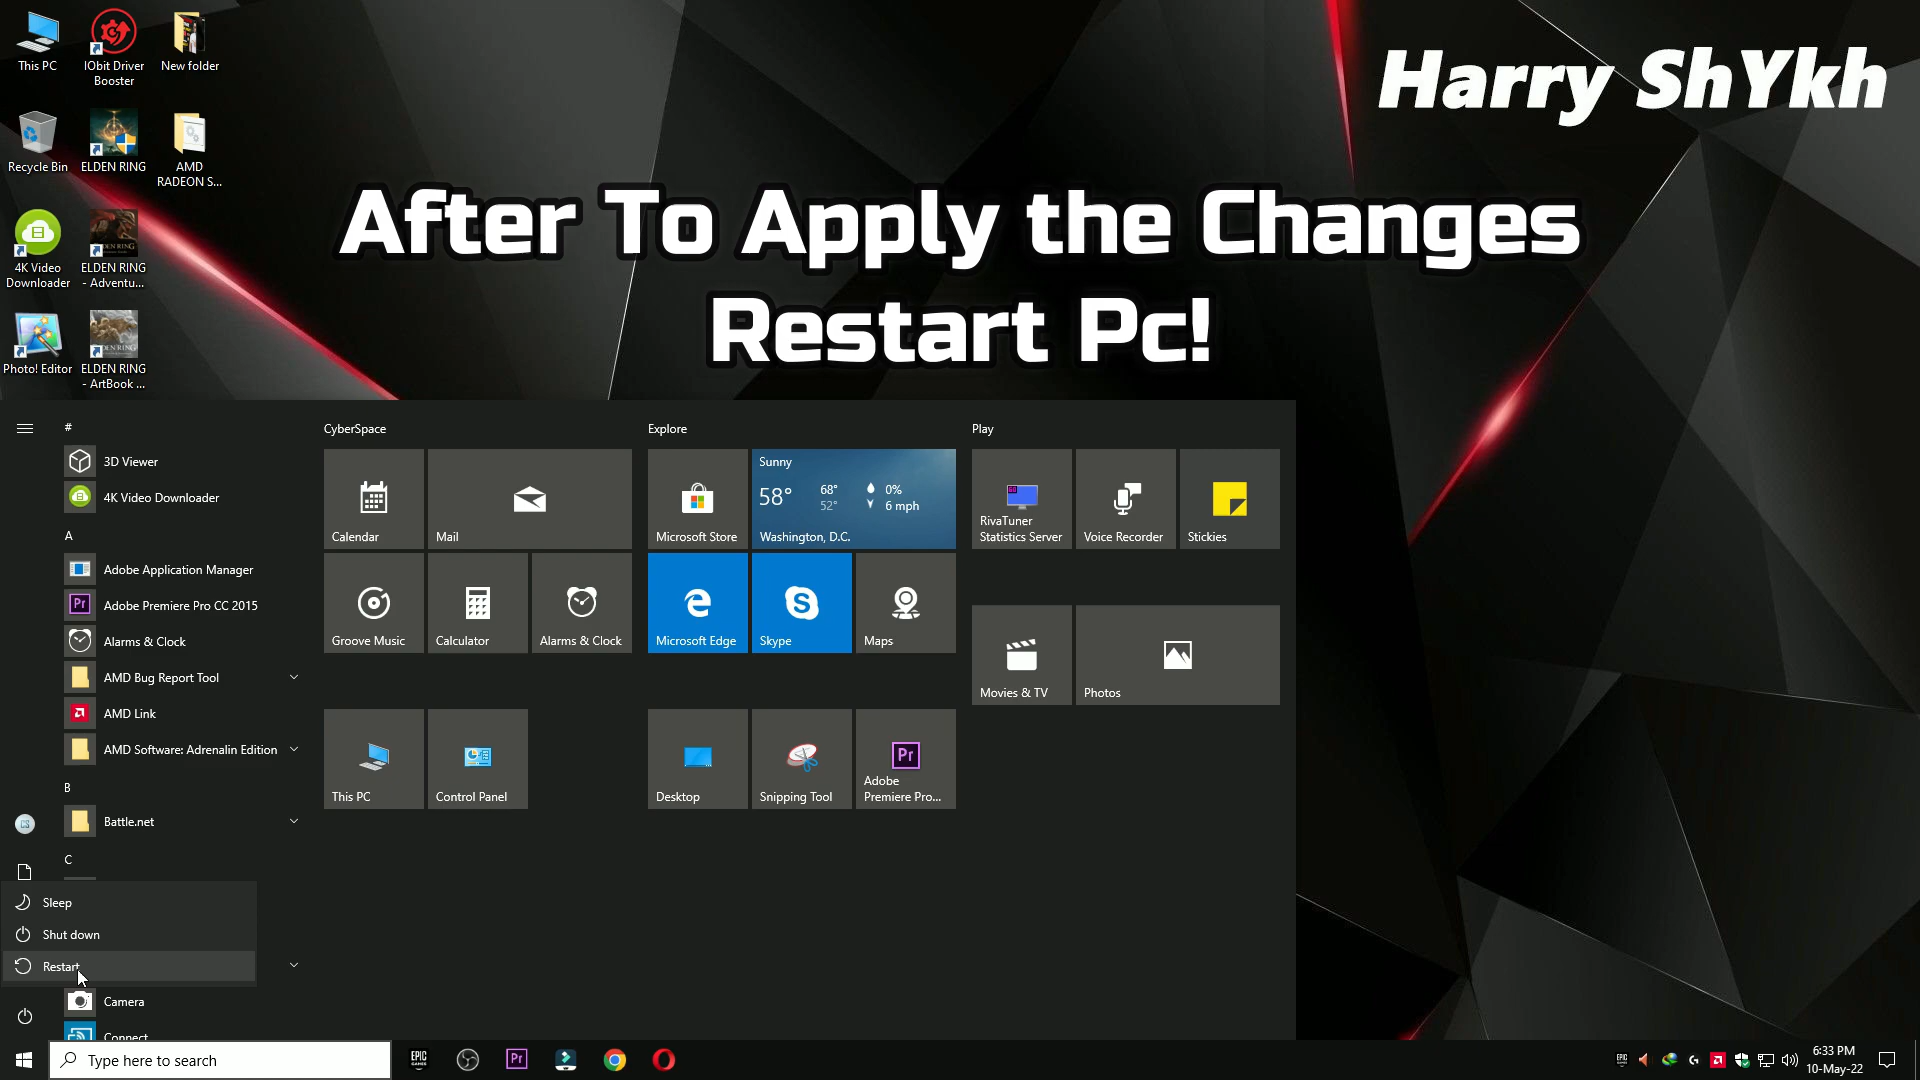 This PC
IObit Driver
Booster
New folder
Harry ShYkh
Recycle Bin
ELDEN RING
AMD
RADEON S...
After To Apply the Changes
Restart Pc!
4K Video
Downloader
ELDEN RING
- Adventu...
Photo! Editor
ELDEN RING
- ArtBook ...
#
3D Viewer
4K Video Downloader
A
Adobe Application Manager
Adobe Premiere Pro CC 2015
Alarms & Clock
AMD Bug Report Tool
AMD Link
AMD Software: Adrenalin Edition
B
Battle.net
C
Sleep
Shut down
Restart
Camera
Connect
CyberSpace
Calendar
Mail
Groove Music
Calculator
Alarms & Clock
This PC
Control Panel
Explore
Microsoft Store
Sunny
58°
68°
52°
0%
6 mph
Washington, D.C.
Microsoft Edge
Skype
Maps
Desktop
Snipping Tool
Adobe
Premiere Pro...
Play
RivaTuner
Statistics Server
Voice Recorder
Stickies
Movies & TV
Photos
Type here to search
EPIC
GAMES
Pr
6:33 PM
10-May-22